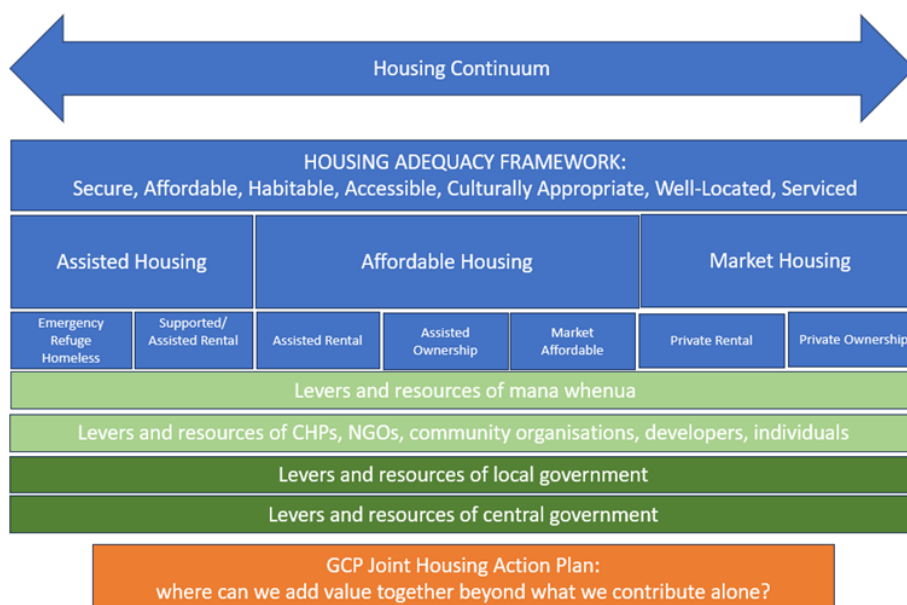 Housing Continuum
HOUSING ADEQUACY FRAMEWORK:
Secure, Affordable, Habitable, Accessible, Culturally Appropriate, Well-Located, Serviced
Assisted Housing
Affordable Housing
Market Housing
Emergency
Refuge
Homeless
Supported/
Assisted Rental
Assisted Rental
Assisted
Ownership
Market
Affordable
Private Rental
Private Ownership
Levers and resources of mana whenua
Levers and resources of CHPs, NGOs, community organisations, developers, individuals
Levers and resources of local government
Levers and resources of central government
GCP Joint Housing Action Plan:
where can we add value together beyond what we contribute alone?